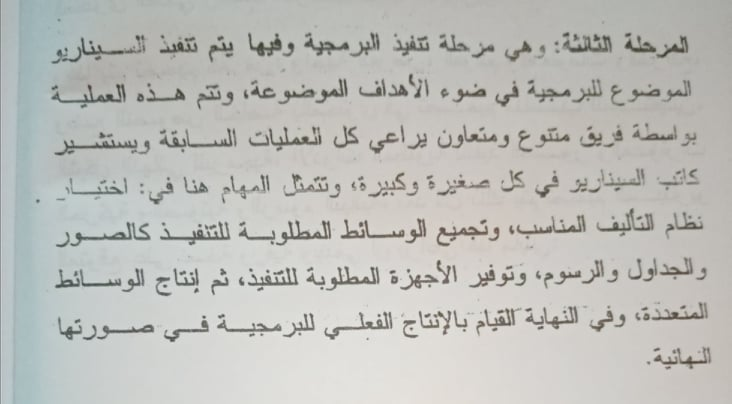 المرحلة الثالثة: وهي مرحلة تنفيذ البرمجية وفيها يتم تنفيذ السيناريو
الموضوع للبرمجية في ضوء الأهداف الموضوعة، وتتم هذه العملية
بواسطة فريق متنوع ومتعاون يراعي كل العمليات السابقة ويستشير
كاتب السيناريو في كل صغيرة وكبيرة، وتتمثل المهام هنا في: اختيار
نظام التأليف المناسب، وتجميع الوسائط المطلوبة للتنفيذ كالصور
والجداول والرسوم، وتوفير الأجهزة المطلوبة للتنفيذ، ثم إنتاج الوسائط
المتعددة، وفي النهاية القيام بالإنتاج الفعلي للبرمجية في صورتها
النهائية.